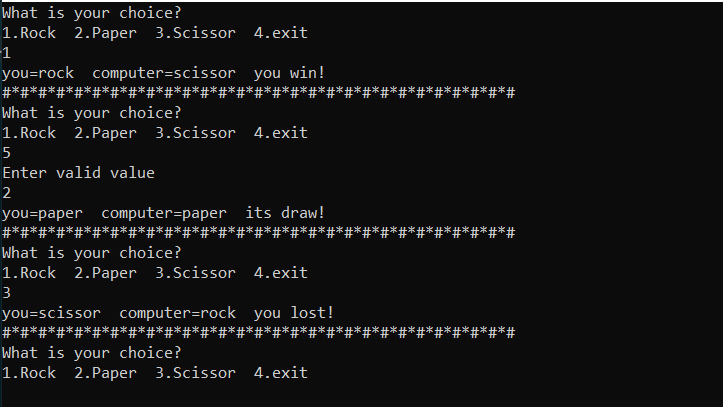 What is your choice?
1.Rock  2.Paper  3.Scissor  4.exit
1
you=rock  computer=scissor  you win!
#*#*#*#*#*#*#*#*#*#*#*#*#*#*#*#*#*#*#*#*#*#*#*#*#*#*#*#*#
What is your choice?
1.Rock  2.Paper  3.Scissor  4.exit
5
Enter valid value
2
you=paper  computer=paper  its draw!
#*#*#*#*#*#*#*#*#*#*#*#*#*#*#*#*#*#*#*#*#*#*#*#*#*#*#*#*#
What is your choice?
1.Rock  2.Paper  3.Scissor  4.exit
3
you=scissor  computer=rock  you lost!
#*#*#*#*#*#*#*#*#*#*#*#*#*#*#*#*#*#*#*#*#*#*#*#*#*#*#*#*#
What is your choice?
1.Rock  2.Paper  3.Scissor  4.exit